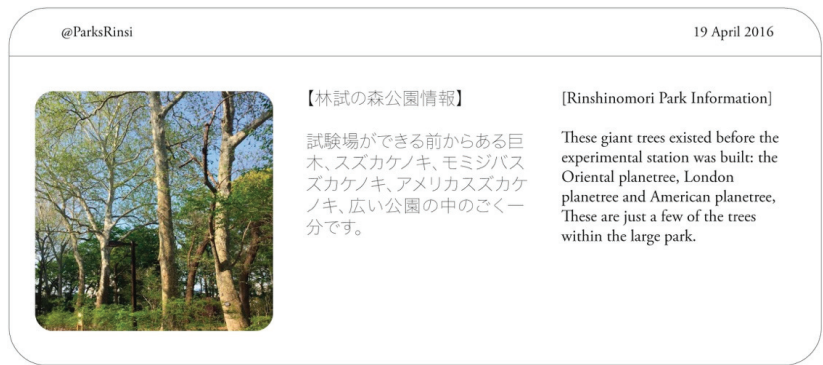 @ParksRinsi
19 April 2016
【林試の森公園情報】
試験場ができる前からある巨
木、スズカケノキ、モミジバス
ズカケノキ、アメリカスズカケ
ノキ、広い公園の中のごく一
分です。
[Rinshinomori Park Information]
These giant trees existed before the
experimental station was built: the
Oriental planetree, London
planetree and American planetree,
These are just a few of the trees
within the large park.